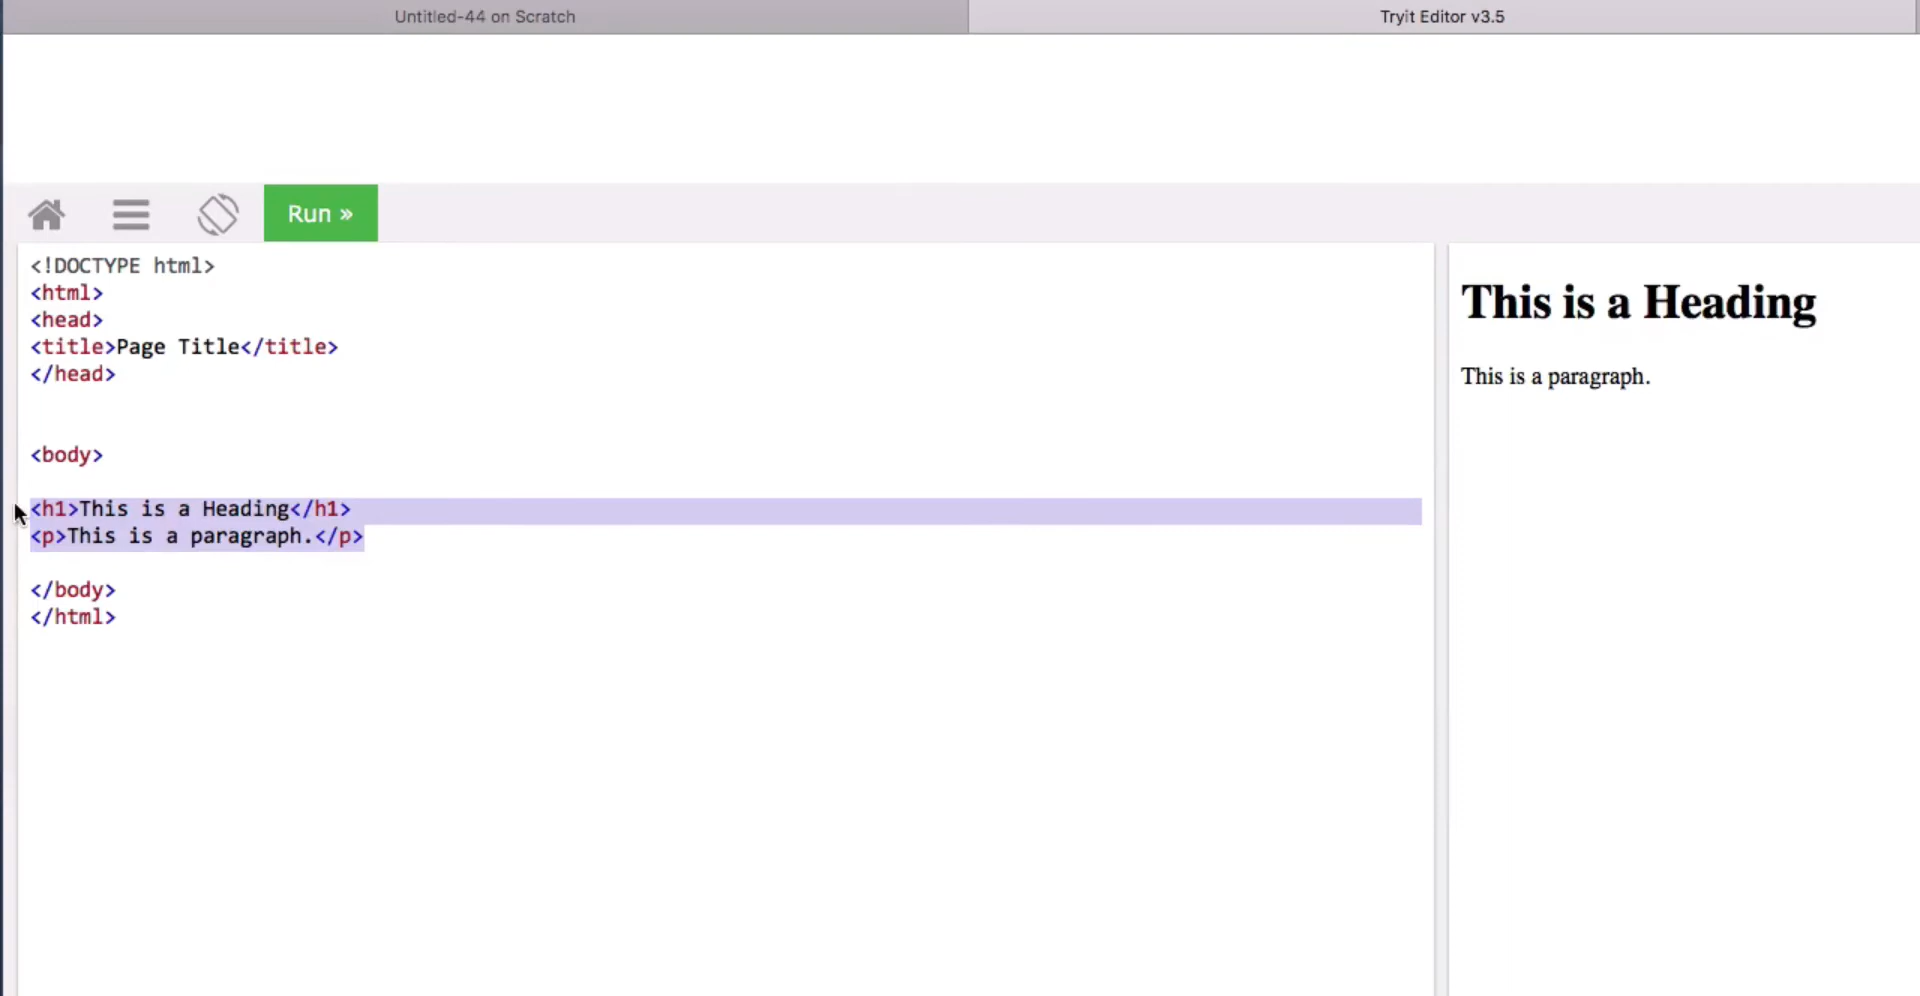 Untitled-44 on Scratch
Tryit Editor v3.5
Run »
<!DOCTYPE html>
<html>
<head>
<title>Page Title</title>
</head>
<body>
<h1>This is a Heading</h1>
<p>This is a paragraph.</p>
</body>
</html>
This is a Heading
This is a paragraph.